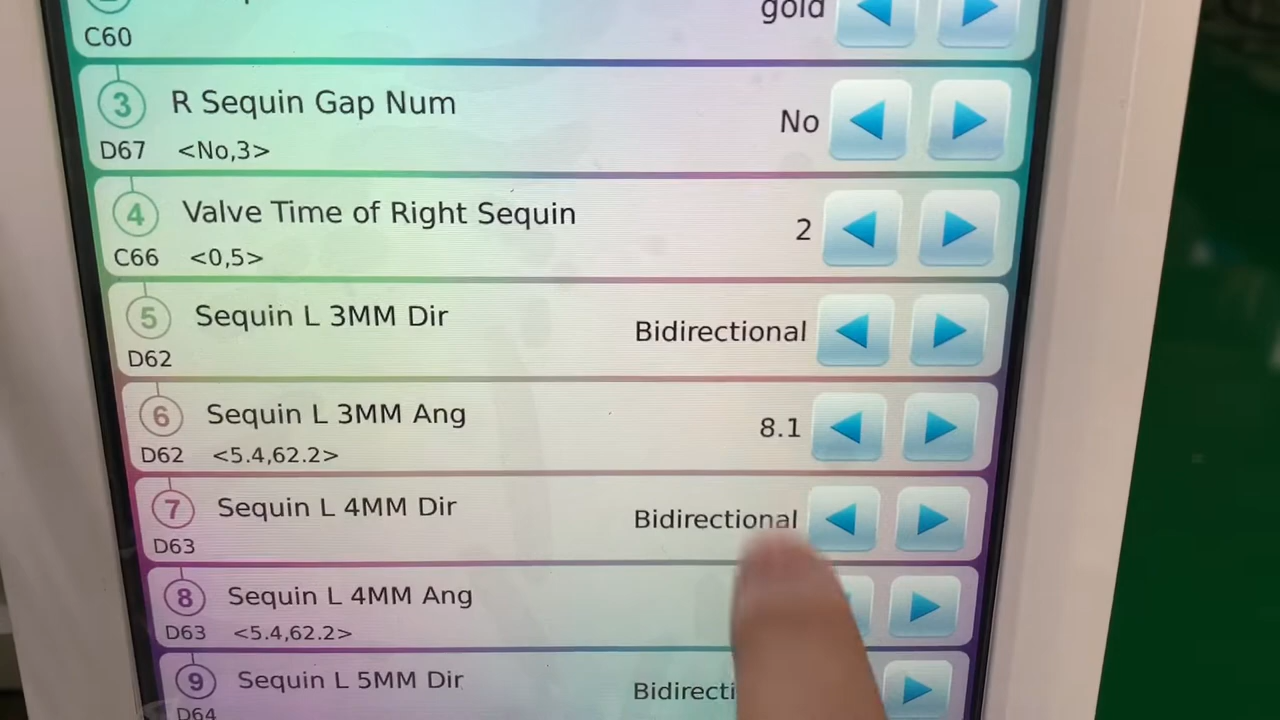 gold
C60
3 R Sequin Gap Num No
D67 <No,3>
4 Valve Time of Right Sequin 2
C66 <0,5>
5 Sequin L 3MM Dir Bidirectional
D62
6 Sequin L 3MM Ang 8.1
D62 <5.4,62.2>
7 Sequin L 4MM Dir Bidirectional
D63
8 Sequin L 4MM Ang
D63 <5.4,62.2>
9 Sequin L 5MM Dir Bidirecti
D64